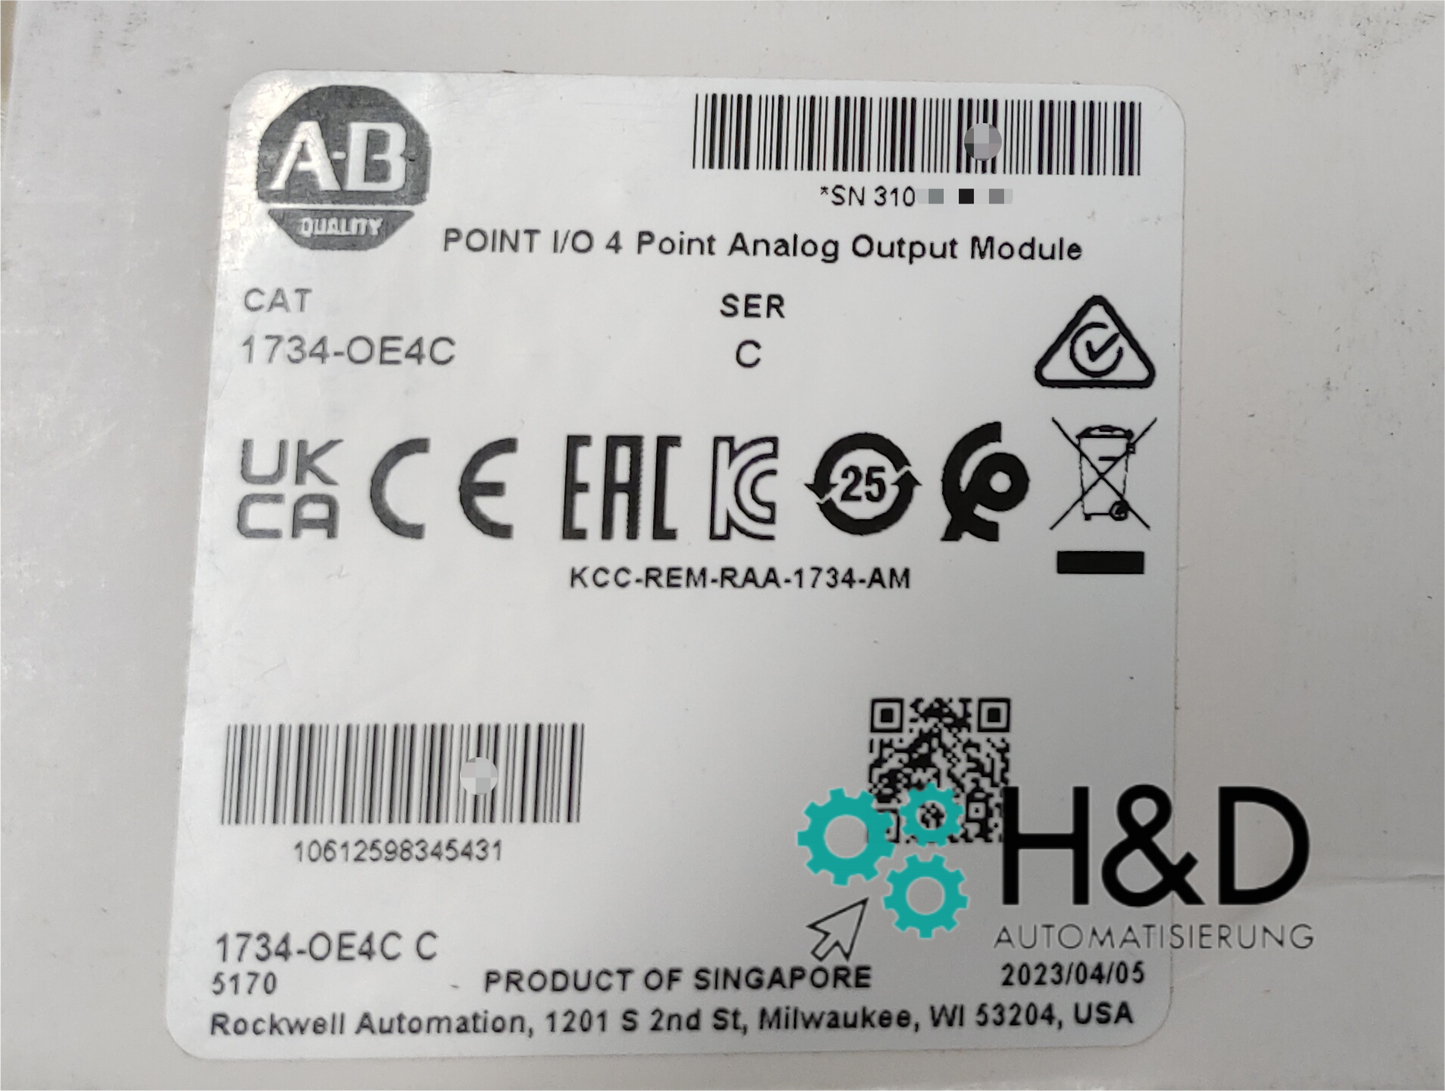 A-B
QUALITY
*SN 310
POINT I/O 4 Point Analog Output Module
CAT
SER
1734-OE4C
C
UK
CA
CE
EAC
KC
25
KCC-REM-RAA-1734-AM
10612598345431
H&D
AUTOMATISIERUNG
1734-OE4C C
5170
PRODUCT OF SINGAPORE
2023/04/05
Rockwell Automation, 1201 S 2nd St, Milwaukee, WI 53204, USA